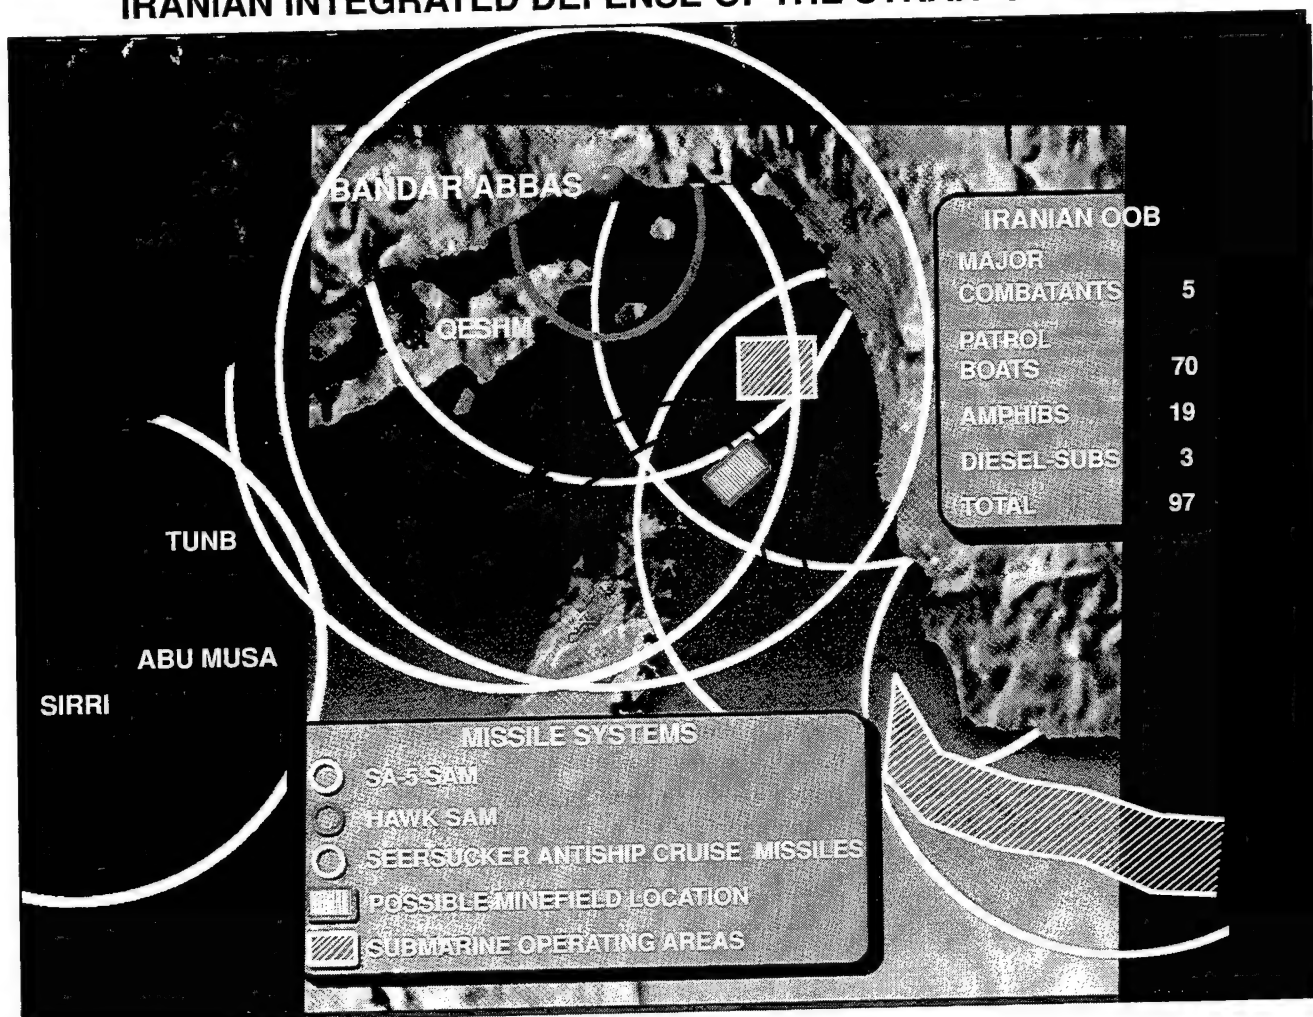 IRANIAN INTEGRATED DEFENSE OF THE
BANDAR ABBAS
QESHM
TUNB
ABU MUSA
SIRRI
IRANIAN OOB
MAJOR
COMBATANTS 5
PATROL
BOATS 70
AMPHIBS 19
DIESEL-SUBS 3
TOTAL 97
MISSILE SYSTEMS
SA-5 SAM
HAWK SAM
SEERSUCKER ANTISHIP CRUISE MISSILES
POSSIBLE MINEFIELD LOCATION
SUBMARINE OPERATING AREAS